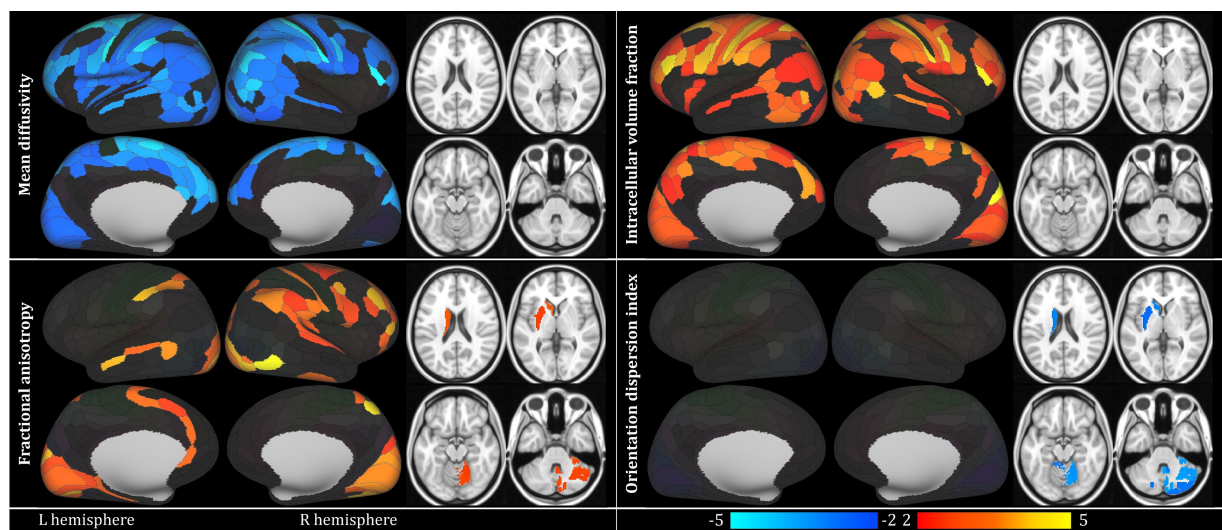 Mean diffusivity
Intracellular volume fraction
Fractional anisotropy
Orientation dispersion index
L hemisphere
R hemisphere
-5
-2 2
5